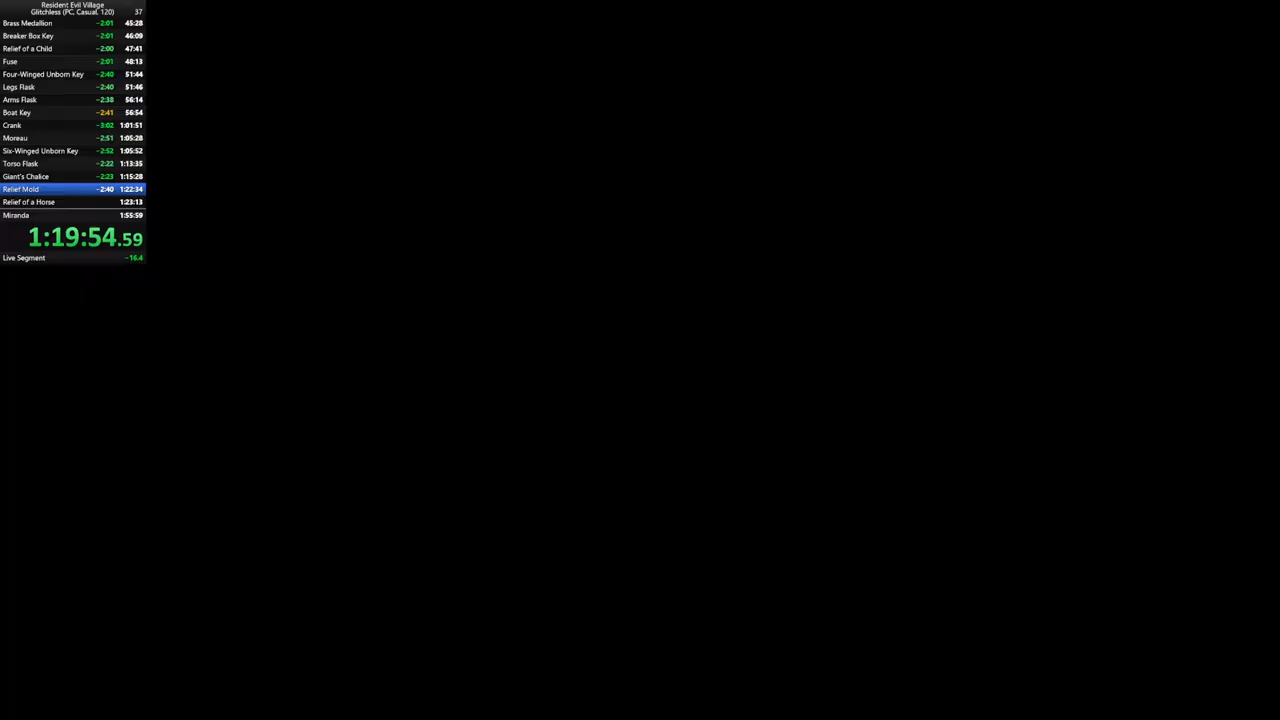 Resident Evil Village
Glitchless (PC, Casual, 120) 37
Brass Medallion -2:01 45:28
Breaker Box Key -2:01 46:09
Relief of a Child -2:00 47:41
Fuse -2:01 48:13
Four-Winged Unborn Key -2:40 51:44
Legs Flask -2:40 51:46
Arms Flask -2:38 56:14
Boat Key -2:41 56:54
Crank -3:02 1:01:51
Moreau -2:51 1:05:28
Six-Winged Unborn Key -2:52 1:05:52
Torso Flask -2:22 1:13:35
Giant's Chalice -2:23 1:15:28
Relief Mold -2:40 1:22:34
Relief of a Horse 1:23:13
Miranda 1:55:59
1:19:54.59
Live Segment -16.4